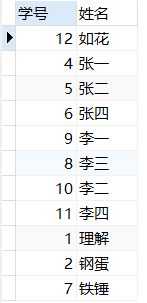 学号 姓名
12 如花
4 张一
5 张二
6 张四
9 李一
8 李三
10 李二
11 李四
1 理解
2 钢蛋
7 铁锤